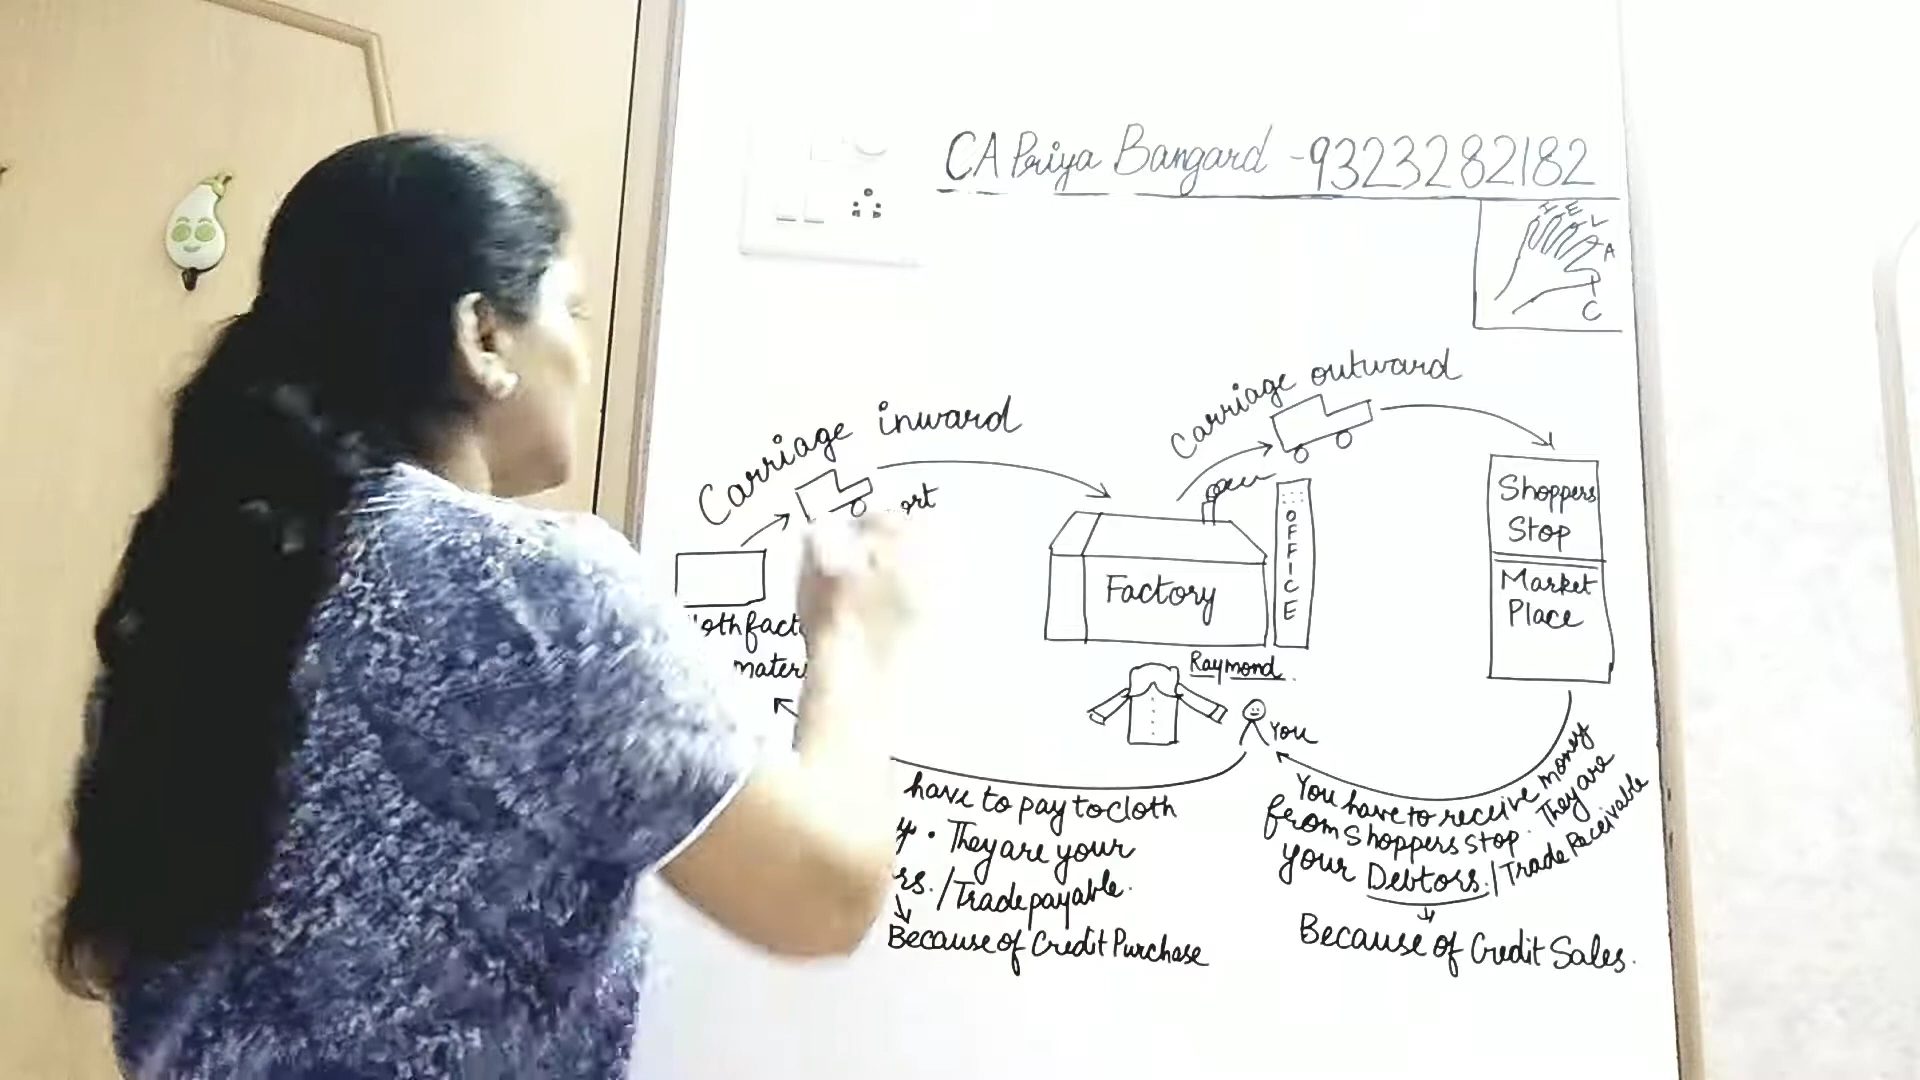 CA Priya Bangard - 9323282182
I E L A C
Carriage inward
Carriage outward
Shoppers
Stop
Market
Place
OFFICE
Factory
Raymond.
You
have to pay to cloth
They are your
/Trade payable.
Because of Credit Purchase
You have to receive money
from Shoppers stop. They are
your Debtors./Trade Receivable
Because of Credit Sales.